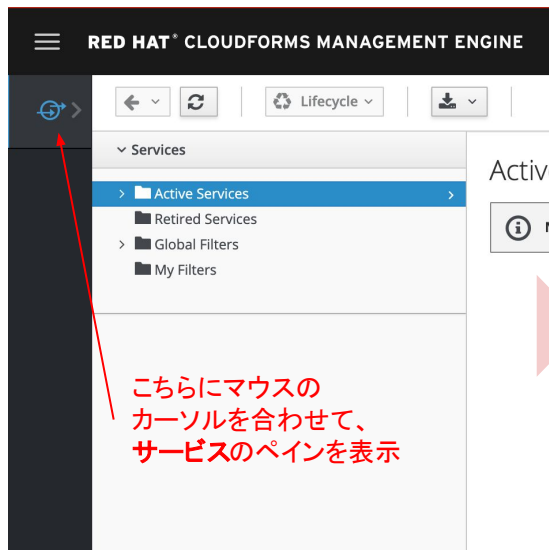 RED HAT® CLOUDFORMS MANAGEMENT ENGINE
Lifecycle
Services
Active Services
Retired Services
Global Filters
My Filters
Activ
こちらにマウスの
カーソルを合わせて、
サービスのペインを表示